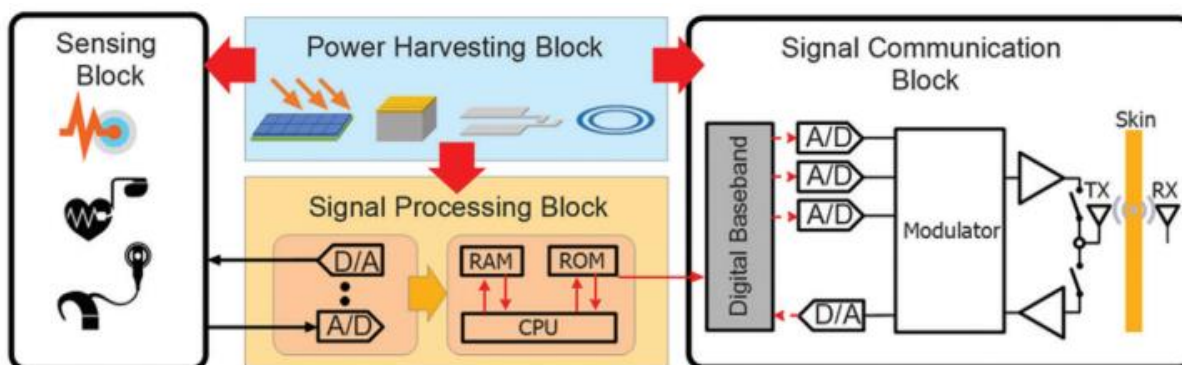 Sensing
Block
Power Harvesting Block
Signal Processing Block
D/A
A/D
RAM
ROM
CPU
Signal Communication
Block
Digital Baseband
A/D
A/D
A/D
D/A
Modulator
Skin
TX
RX